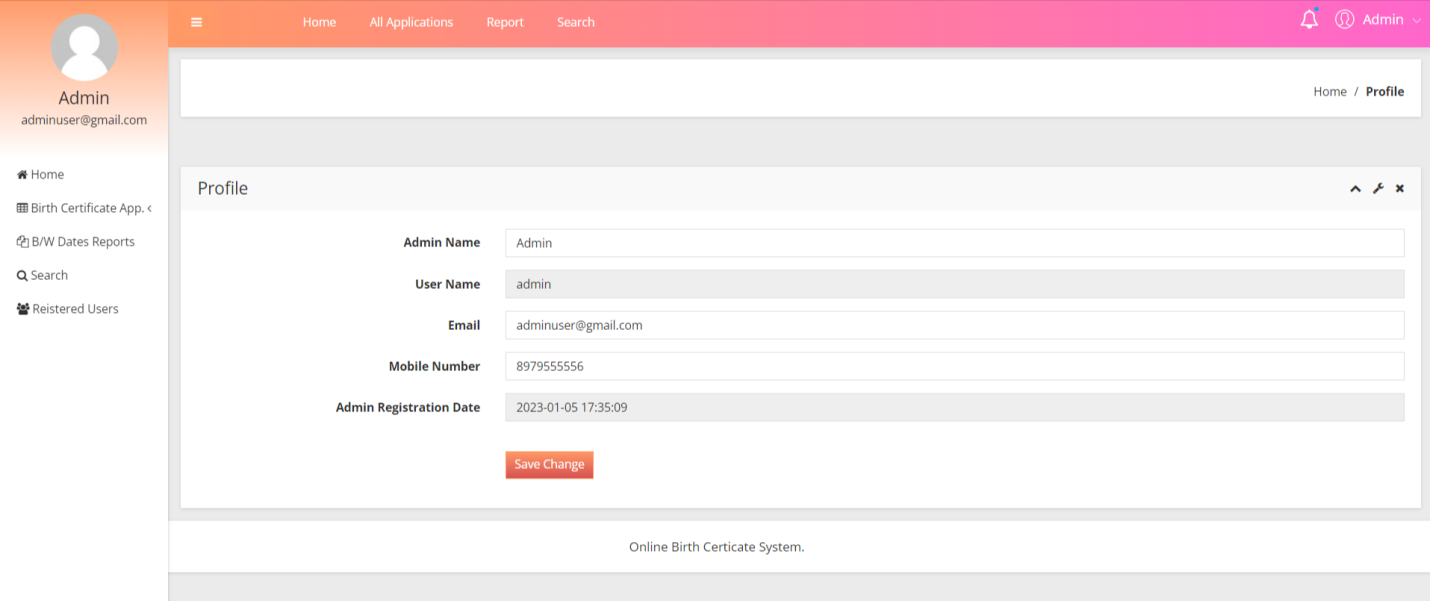 Home All Applications Report Search Admin
Admin
adminuser@gmail.com
Home
Birth Certificate App.
B/W Dates Reports
Search
Reistered Users
Home / Profile
Profile
Admin Name Admin
User Name admin
Email adminuser@gmail.com
Mobile Number 8979555556
Admin Registration Date 2023-01-05 17:35:09
Save Change
Online Birth Certicate System.